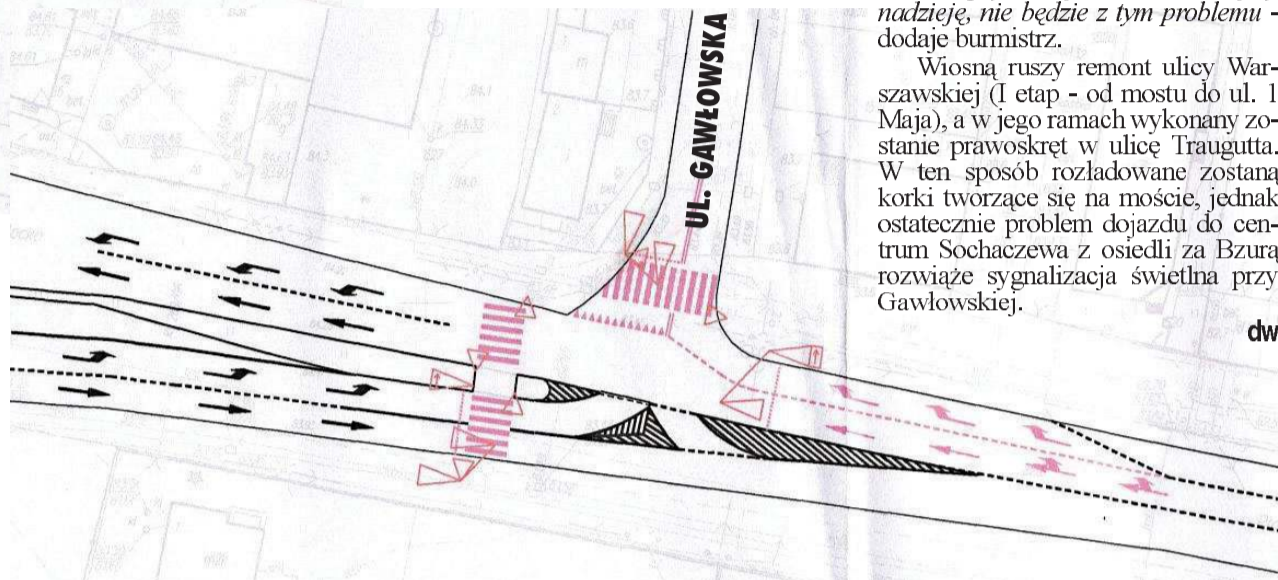 UL. GAWŁOWSKA
nadzieję, nie będzie z tym problemu -
dodaje burmistrz.
Wiosną ruszy remont ulicy War-
szawskiej (I etap - od mostu do ul. 1
Maja), a w jego ramach wykonany zo-
stanie prawoskręt w ulicę Traugutta.
W ten sposób rozładowane zostaną
korki tworzące się na moście, jednak
ostatecznie problem dojazdu do cen-
trum Sochaczewa z osiedli za Bzurą
rozwiąże sygnalizacja świetlna przy
Gawłowskiej.
dw